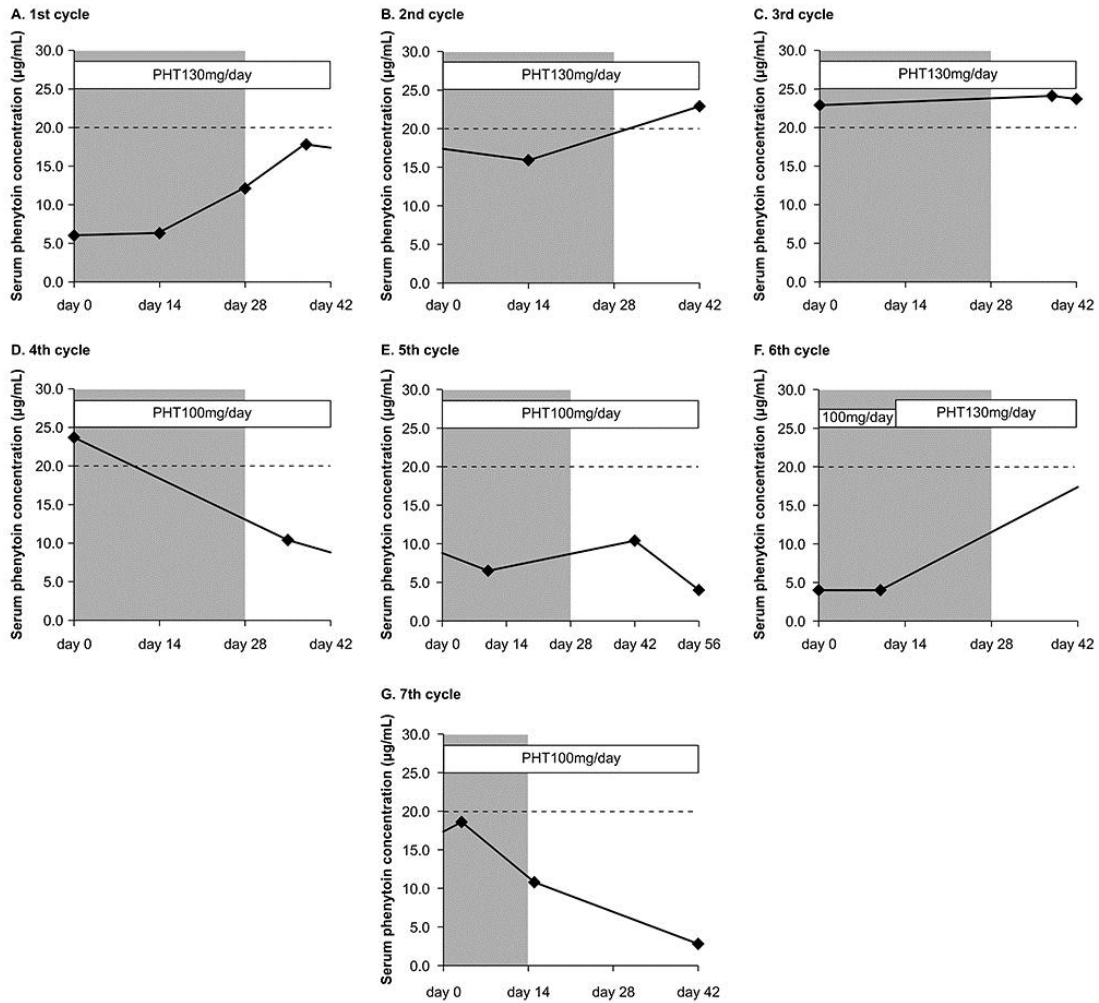 A. 1st cycle
Serum phenytoin concentration (µg/mL)
30.0
25.0
20.0
15.0
10.0
5.0
0.0
PHT130mg/day
day 0 day 14 day 28 day 42
B. 2nd cycle
Serum phenytoin concentration (µg/mL)
30.0
25.0
20.0
15.0
10.0
5.0
0.0
PHT130mg/day
day 0 day 14 day 28 day 42
C. 3rd cycle
Serum phenytoin concentration (µg/mL)
30.0
25.0
20.0
15.0
10.0
5.0
0.0
PHT130mg/day
day 0 day 14 day 28 day 42
D. 4th cycle
Serum phenytoin concentration (µg/mL)
30.0
25.0
20.0
15.0
10.0
5.0
0.0
PHT100mg/day
day 0 day 14 day 28 day 42
E. 5th cycle
Serum phenytoin concentration (µg/mL)
30.0
25.0
20.0
15.0
10.0
5.0
0.0
PHT100mg/day
day 0 day 14 day 28 day 42 day 56
F. 6th cycle
Serum phenytoin concentration (µg/mL)
30.0
25.0
20.0
15.0
10.0
5.0
0.0
100mg/day PHT130mg/day
day 0 day 14 day 28 day 42
G. 7th cycle
Serum phenytoin concentration (µg/mL)
30.0
25.0
20.0
15.0
10.0
5.0
0.0
PHT100mg/day
day 0 day 14 day 28 day 42